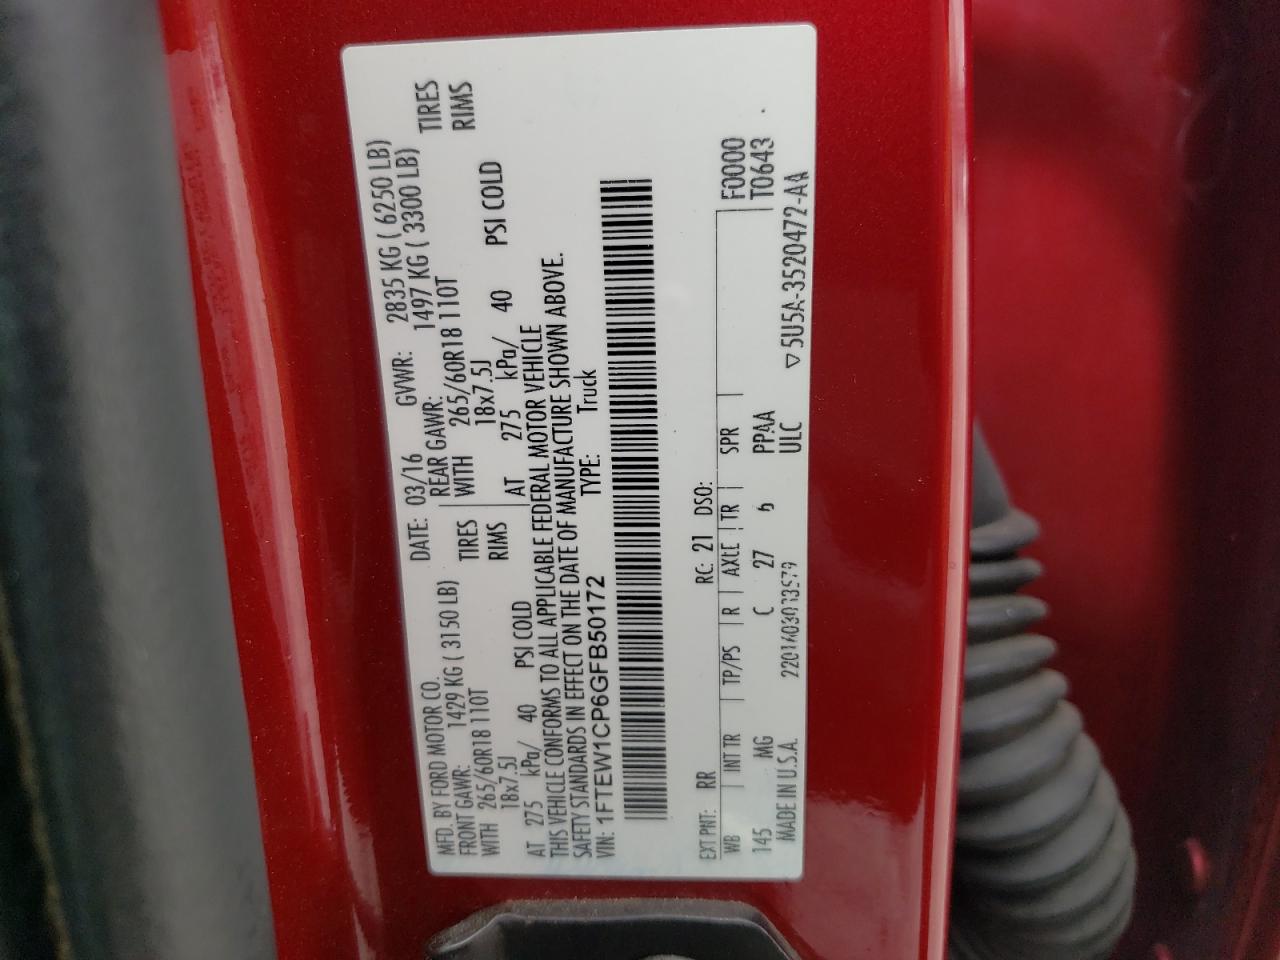 MFD. BY FORD MOTOR CO. DATE: 03/16 GVWR: 2835 KG ( 6250 LB)
FRONT GAWR: 1429 KG ( 3150 LB) REAR GAWR: 1497 KG ( 3300 LB)
WITH 265/60R18 110T TIRES WITH 265/60R18 110T TIRES
18x7.5J RIMS 18x7.5J RIMS
AT 275 kPa/ 40 PSI COLD AT 275 kPa/ 40 PSI COLD
THIS VEHICLE CONFORMS TO ALL APPLICABLE FEDERAL MOTOR VEHICLE
SAFETY STANDARDS IN EFFECT ON THE DATE OF MANUFACTURE SHOWN ABOVE.
VIN: 1FTEW1CP6GFB50172 TYPE: Truck
EXT PNT: RR RC: 21 DSO:
WB INT TR TP/PS R AXLE TR SPR F0000
145 MG C 27 6 PPAA T0643
MADE IN U.S.A. ULC
▽5U5A-3520472-AA